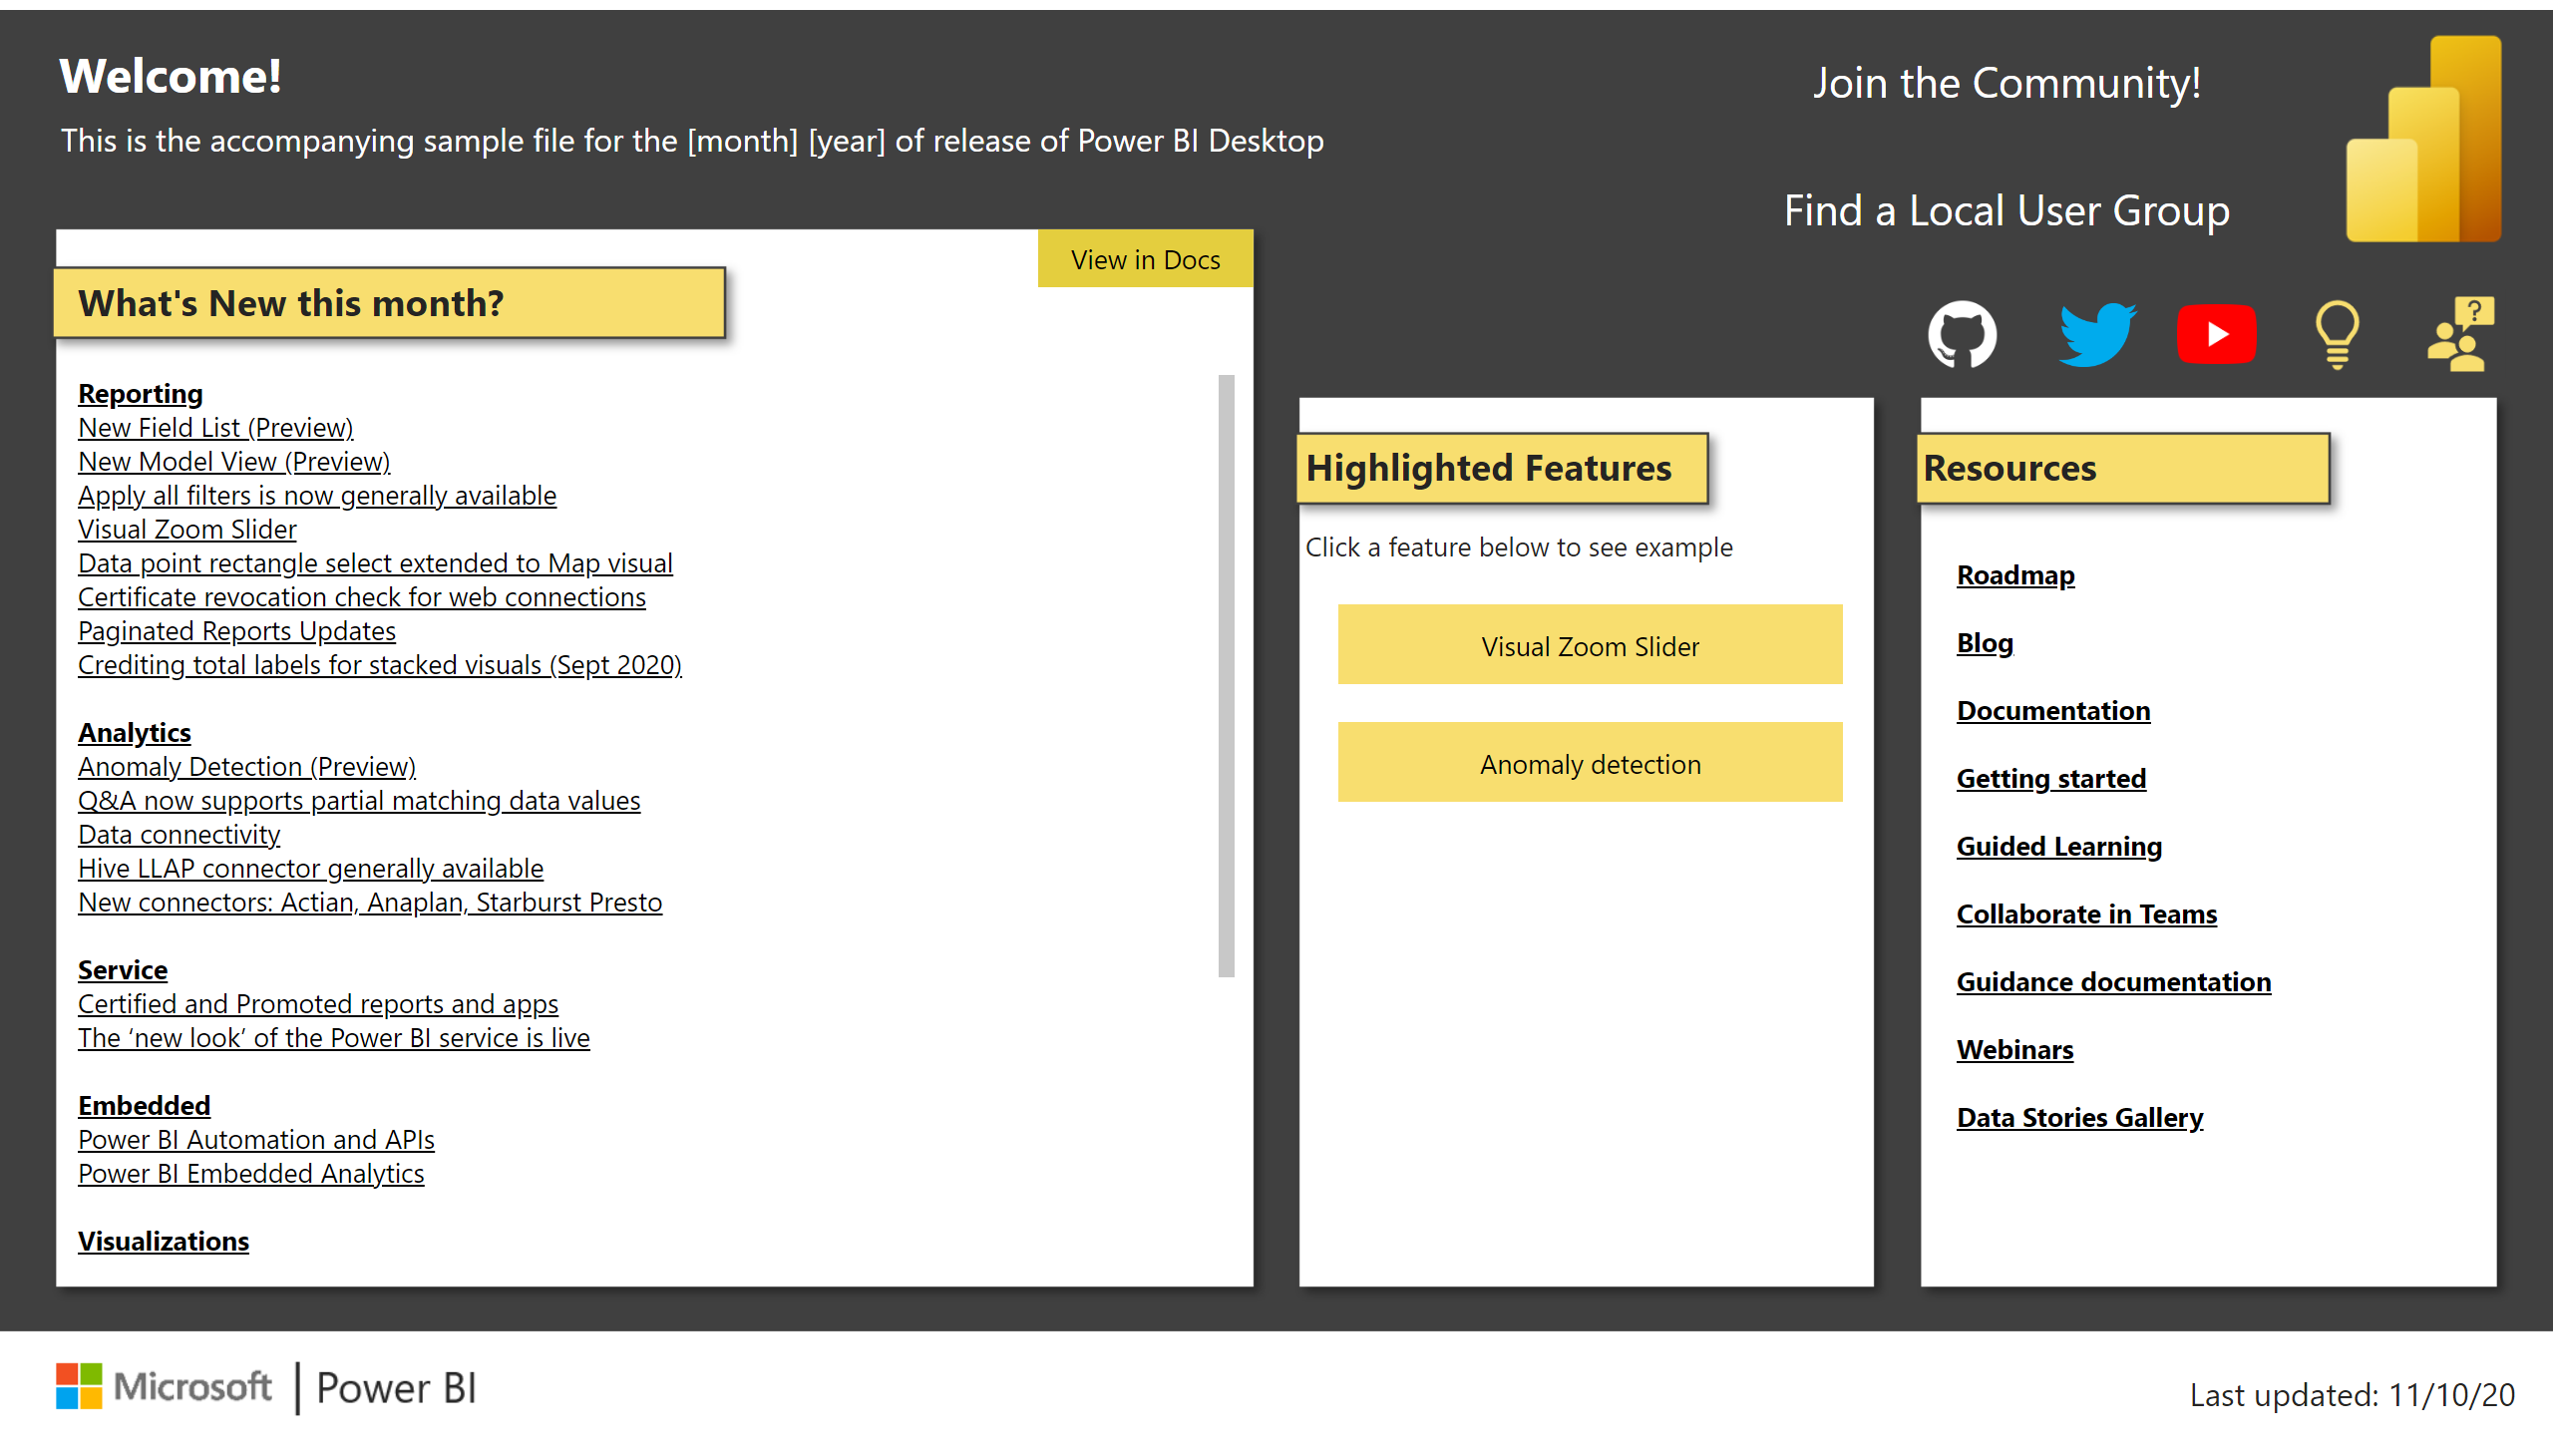 Welcome!
This is the accompanying sample file for the [month] [year] of release of Power BI Desktop
Join the Community!
Find a Local User Group
View in Docs
What's New this month?
Reporting
New Field List (Preview)
New Model View (Preview)
Apply all filters is now generally available
Visual Zoom Slider
Data point rectangle select extended to Map visual
Certificate revocation check for web connections
Paginated Reports Updates
Crediting total labels for stacked visuals (Sept 2020)
Analytics
Anomaly Detection (Preview)
Q&A now supports partial matching data values
Data connectivity
Hive LLAP connector generally available
New connectors: Actian, Anaplan, Starburst Presto
Service
Certified and Promoted reports and apps
The ‘new look’ of the Power BI service is live
Embedded
Power BI Automation and APIs
Power BI Embedded Analytics
Visualizations
Highlighted Features
Click a feature below to see example
Visual Zoom Slider
Anomaly detection
?
Resources
Roadmap
Blog
Documentation
Getting started
Guided Learning
Collaborate in Teams
Guidance documentation
Webinars
Data Stories Gallery
Microsoft | Power BI
Last updated: 11/10/20